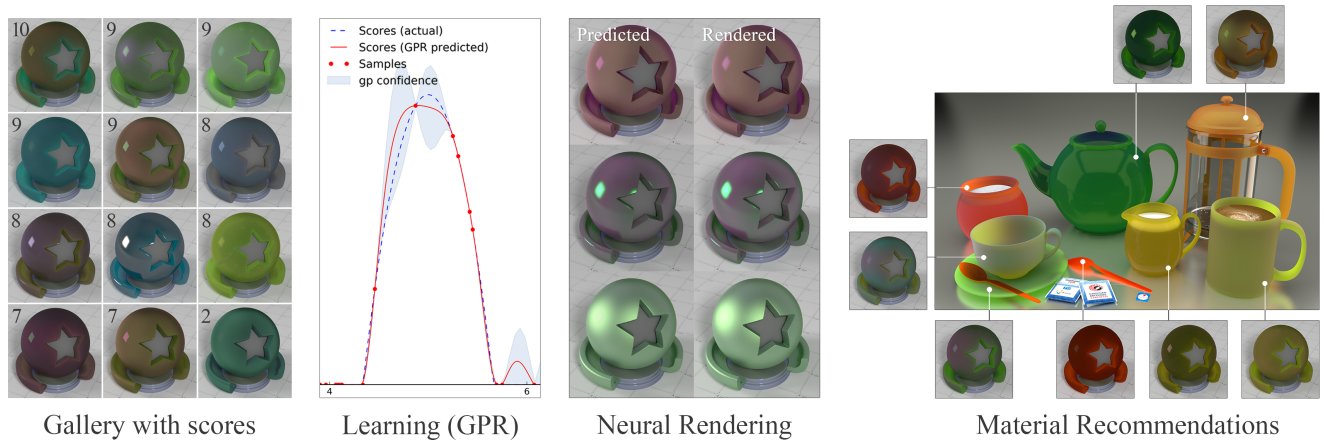 10 9 9
9 9 8
8 8 8
7 7 2
Scores (actual)
Scores (GPR predicted)
Samples
gp confidence
4 6
Predicted Rendered
Gallery with scores
Learning (GPR)
Neural Rendering
Material Recommendations